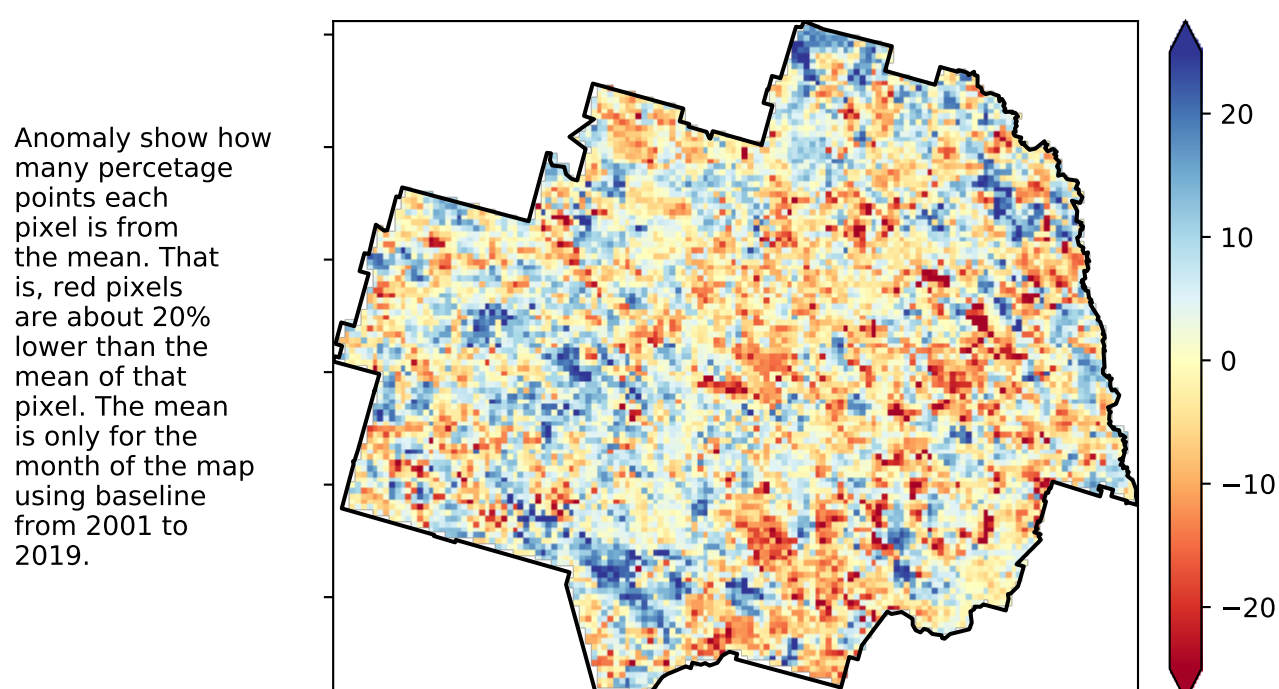 Anomaly show how
many percetage
points each
pixel is from
the mean. That
is, red pixels
are about 20%
lower than the
mean of that
pixel. The mean
is only for the
month of the map
using baseline
from 2001 to
2019.
20
10
0
−10
−20